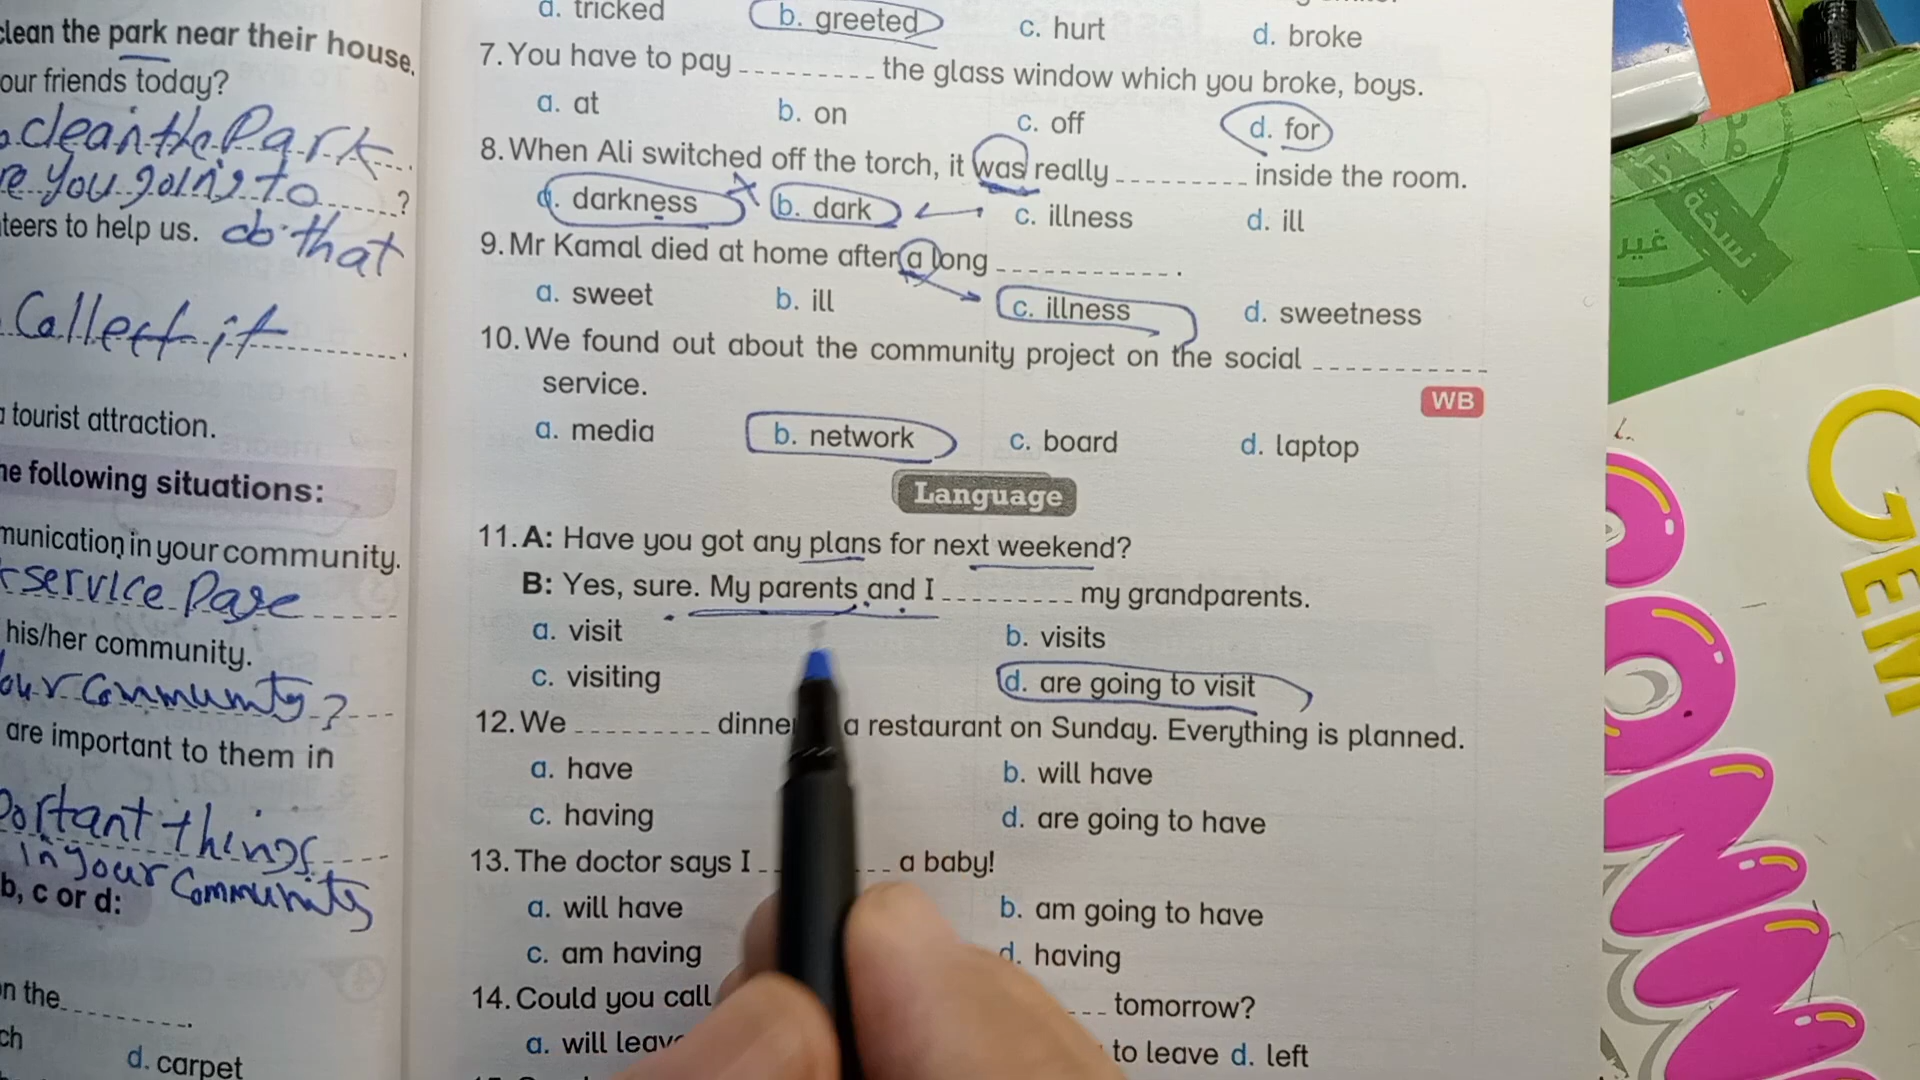 clean the park near their house.
our friends today?
clean the Park
re you going to ?
teers to help us. do that
Collect it
tourist attraction.
he following situations:
munication in your community.
service Page
his/her community.
our Community?
are important to them in
portant things
in your Community
b, c or d:
on the
ch
d. carpet
a. tricked b. greeted c. hurt d. broke
7. You have to pay the glass window which you broke, boys.
a. at b. on c. off d. for
8. When Ali switched off the torch, it was really inside the room.
a. darkness b. dark c. illness d. ill
9. Mr Kamal died at home after a long .
a. sweet b. ill c. illness d. sweetness
10. We found out about the community project on the social
service.
WB
a. media b. network c. board d. laptop
Language
11. A: Have you got any plans for next weekend?
B: Yes, sure. My parents and I my grandparents.
a. visit b. visits
c. visiting d. are going to visit
12. We dinner a restaurant on Sunday. Everything is planned.
a. have b. will have
c. having d. are going to have
13. The doctor says I a baby!
a. will have b. am going to have
c. am having d. having
14. Could you call tomorrow?
a. will leave to leave d. left
نسخة
غير
GEM